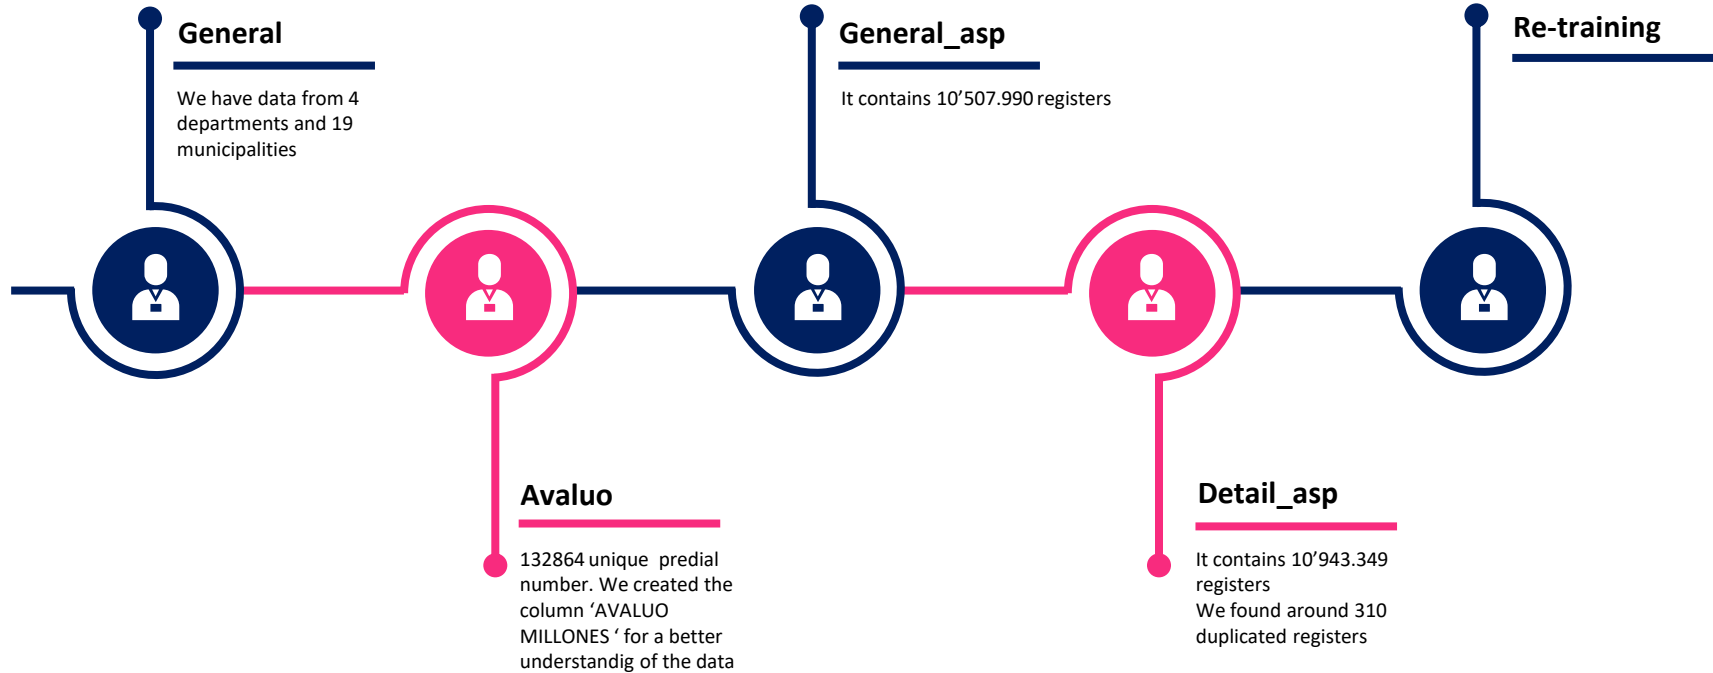 General
We have data from 4
departments and 19
municipalities
Avaluo
132864 unique  predial
number. We created the
column ‘AVALUO
MILLONES ‘ for a better
understandig of the data
General_asp
It contains 10’507.990 registers
Detail_asp
It contains 10’943.349
registers
We found around 310
duplicated registers
Re-training